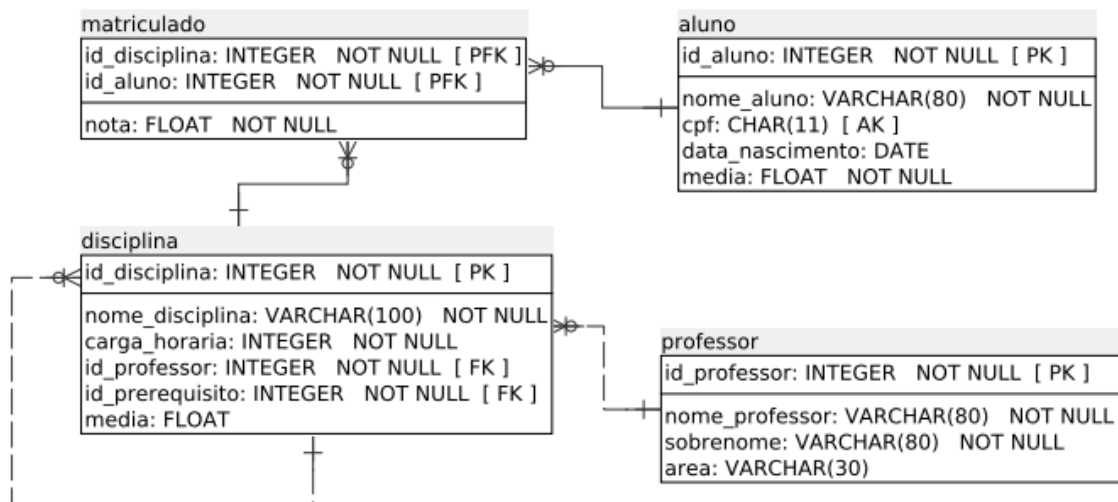 matriculado
id_disciplina: INTEGER NOT NULL [ PFK ]
id_aluno: INTEGER NOT NULL [ PFK ]
nota: FLOAT NOT NULL
aluno
id_aluno: INTEGER NOT NULL [ PK ]
nome_aluno: VARCHAR(80) NOT NULL
cpf: CHAR(11) [ AK ]
data_nascimento: DATE
media: FLOAT NOT NULL
disciplina
id_disciplina: INTEGER NOT NULL [ PK ]
nome_disciplina: VARCHAR(100) NOT NULL
carga_horaria: INTEGER NOT NULL
id_professor: INTEGER NOT NULL [ FK ]
id_prerequisito: INTEGER NOT NULL [ FK ]
media: FLOAT
professor
id_professor: INTEGER NOT NULL [ PK ]
nome_professor: VARCHAR(80) NOT NULL
sobrenome: VARCHAR(80) NOT NULL
area: VARCHAR(30)